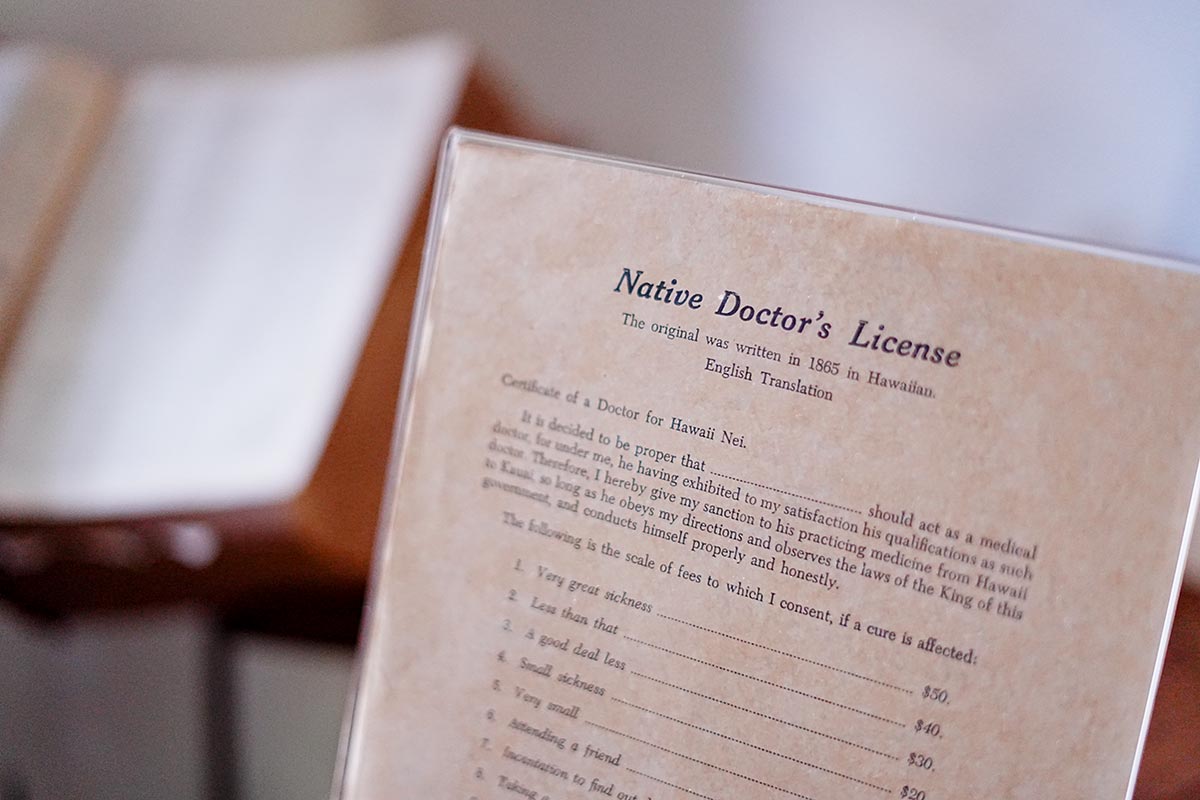 Native Doctor's License
The original was written in 1865 in Hawaiian.
English Translation
Certificate of a Doctor for Hawaii Nei.
It is decided to be proper that .............................. should act as a medical
doctor, for under me, he having exhibited to my satisfaction his qualifications as such
doctor. Therefore, I hereby give my sanction to his practicing medicine from Hawaii
to Kauai, so long as he obeys my directions and observes the laws of the King of this
government, and conducts himself properly and honestly.
The following is the scale of fees to which I consent, if a cure is affected:
1. Very great sickness .................................................. $50.
2. Less than that .................................................. $40.
3. A good deal less .................................................. $30.
4. Small sickness .................................................. $20
5. Very small
6. Attending a friend
7. Incantation to find out
8. Taking